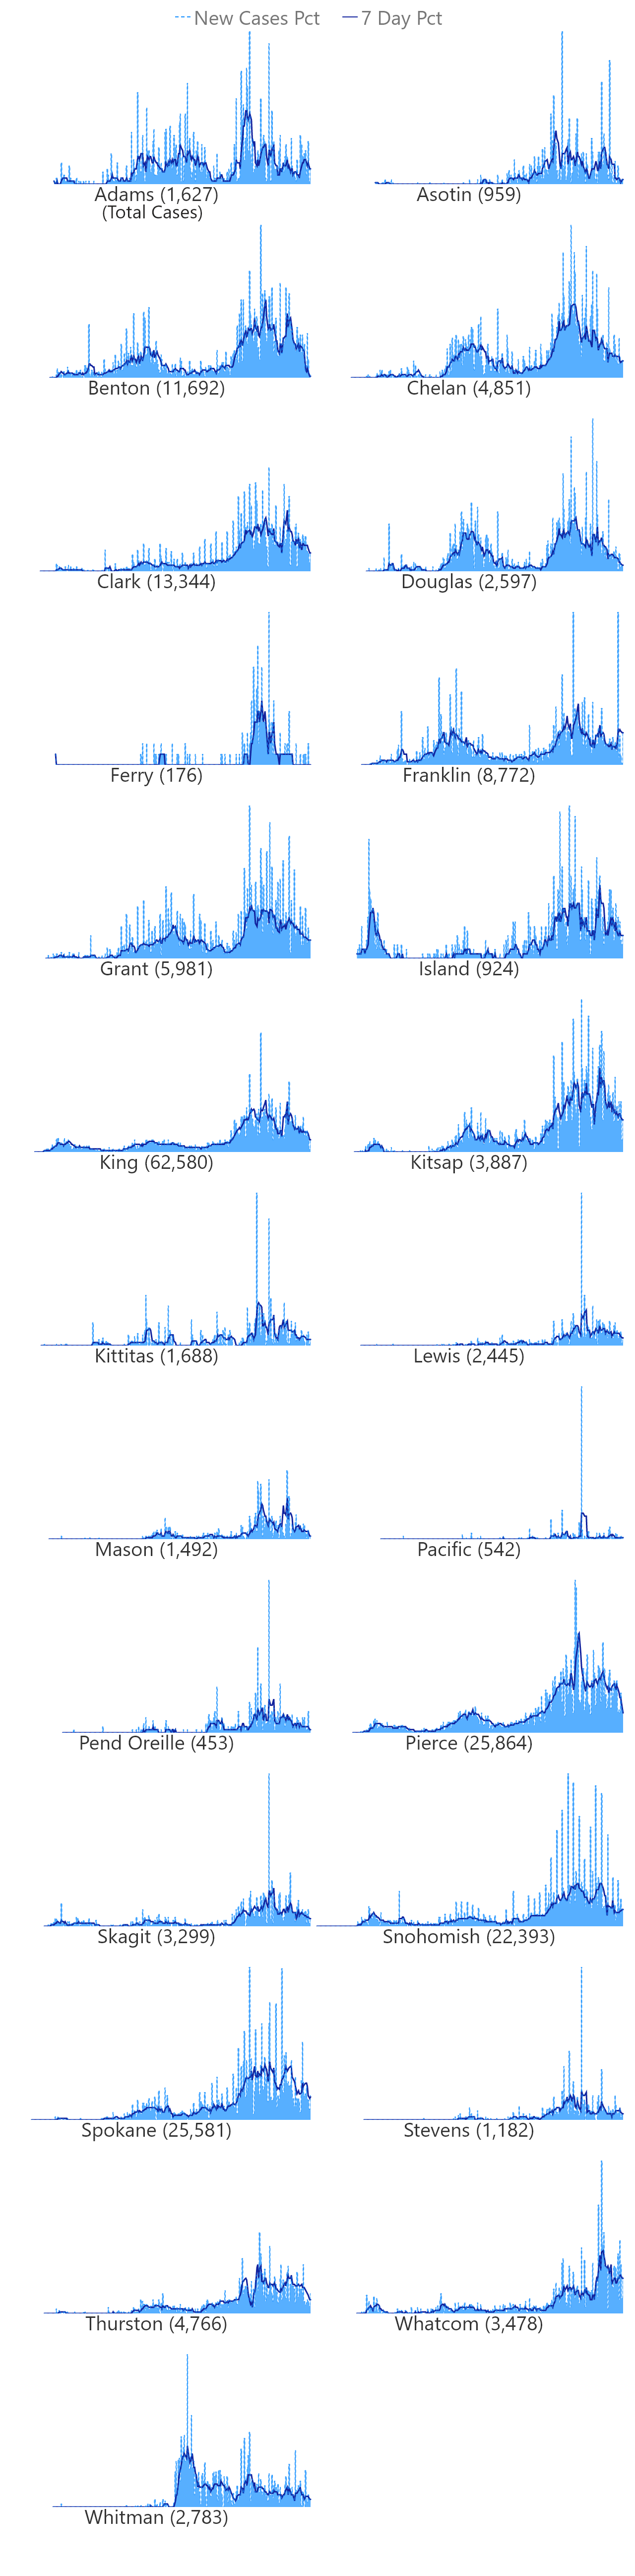 New Cases Pct 7 Day Pct
Adams (1,627) Asotin (959)
(Total Cases)
Benton (11,692) Chelan (4,851)
Clark (13,344) Douglas (2,597)
Ferry (176) Franklin (8,772)
Grant (5,981) Island (924)
King (62,580) Kitsap (3,887)
Kittitas (1,688) Lewis (2,445)
Mason (1,492) Pacific (542)
Pend Oreille (453) Pierce (25,864)
Skagit (3,299) Snohomish (22,393)
Spokane (25,581) Stevens (1,182)
Thurston (4,766) Whatcom (3,478)
Whitman (2,783)